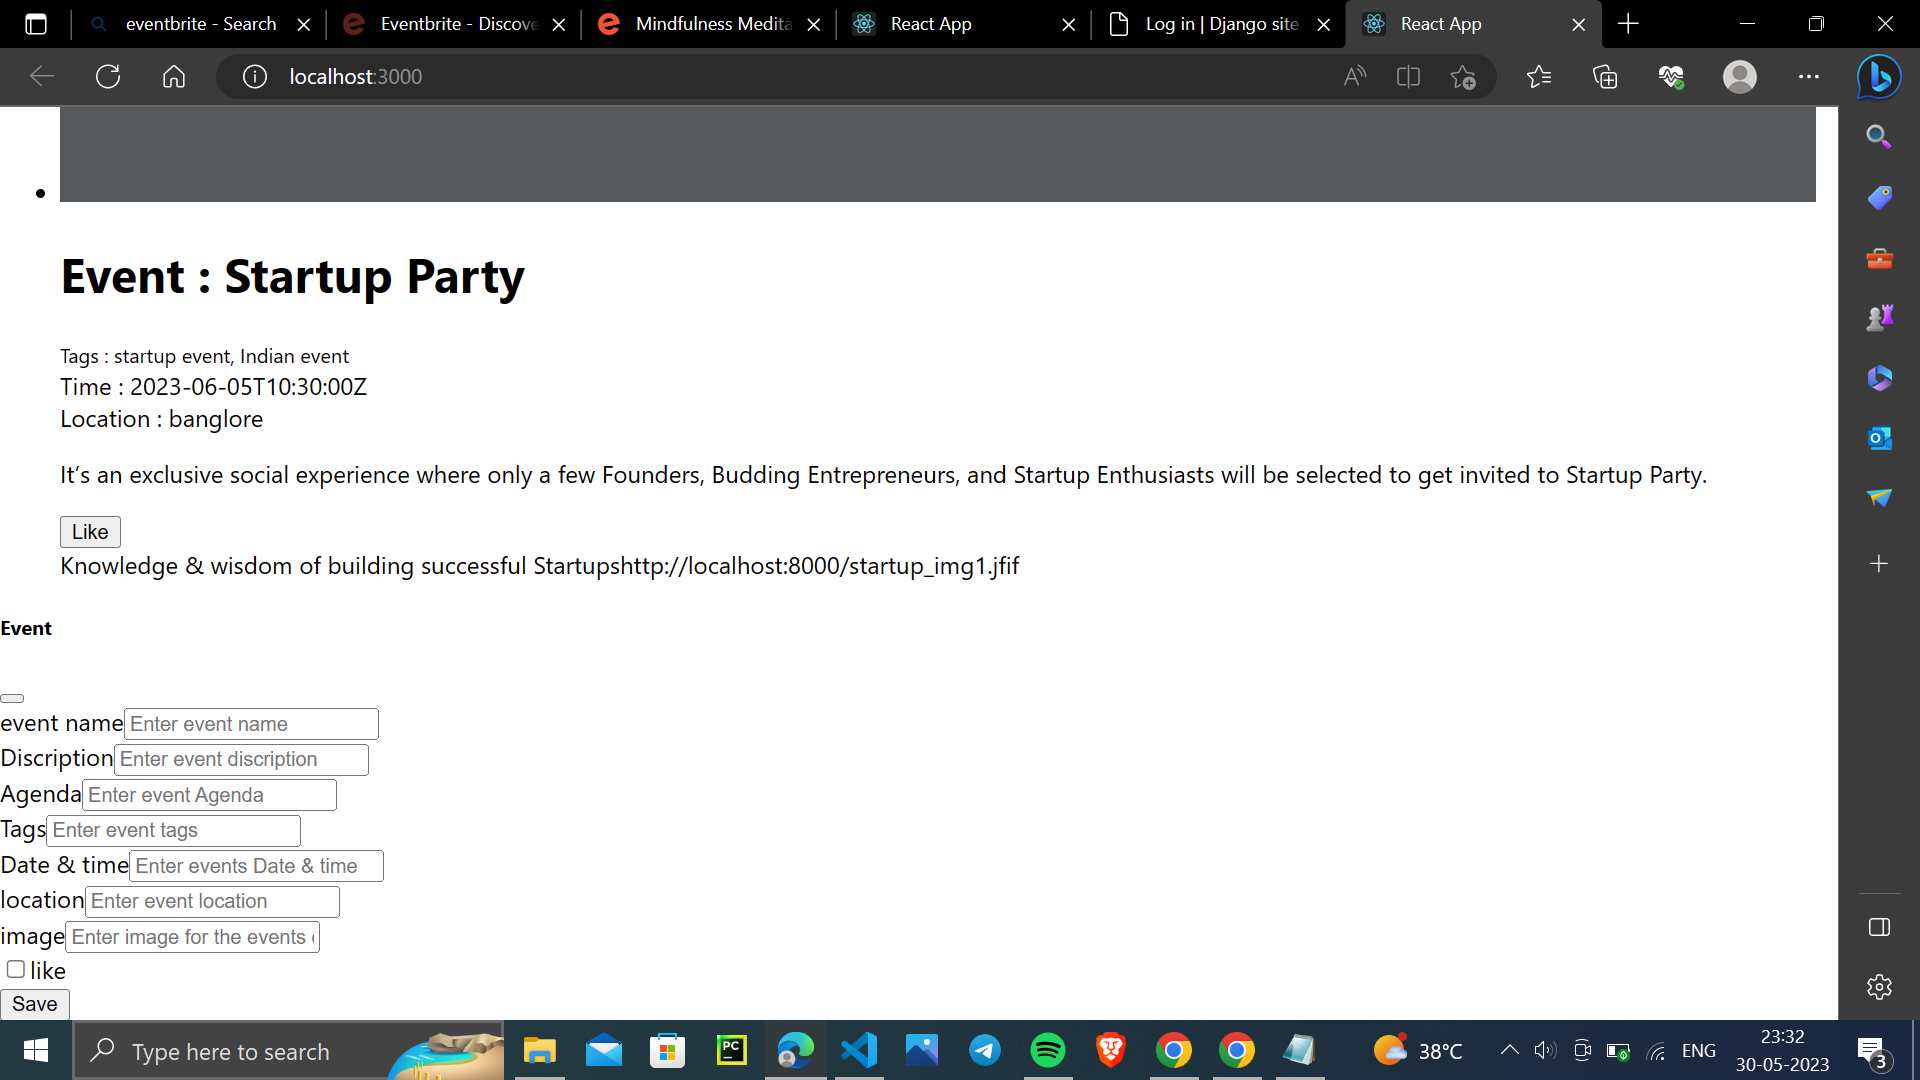 eventbrite - Search
Eventbrite - Discove
Mindfulness Medita
React App
Log in | Django site
React App
localhost:3000
Event : Startup Party
Tags : startup event, Indian event
Time : 2023-06-05T10:30:00Z
Location : banglore
It's an exclusive social experience where only a few Founders, Budding Entrepreneurs, and Startup Enthusiasts will be selected to get invited to Startup Party.
Like
Knowledge & wisdom of building successful Startupshttp://localhost:8000/startup_img1.jfif
Event
event name Enter event name
Discription Enter event discription
Agenda Enter event Agenda
Tags Enter event tags
Date & time Enter events Date & time
location Enter event location
image Enter image for the events
like
Save
Type here to search
PC
38°C
ENG
23:32
30-05-2023
3